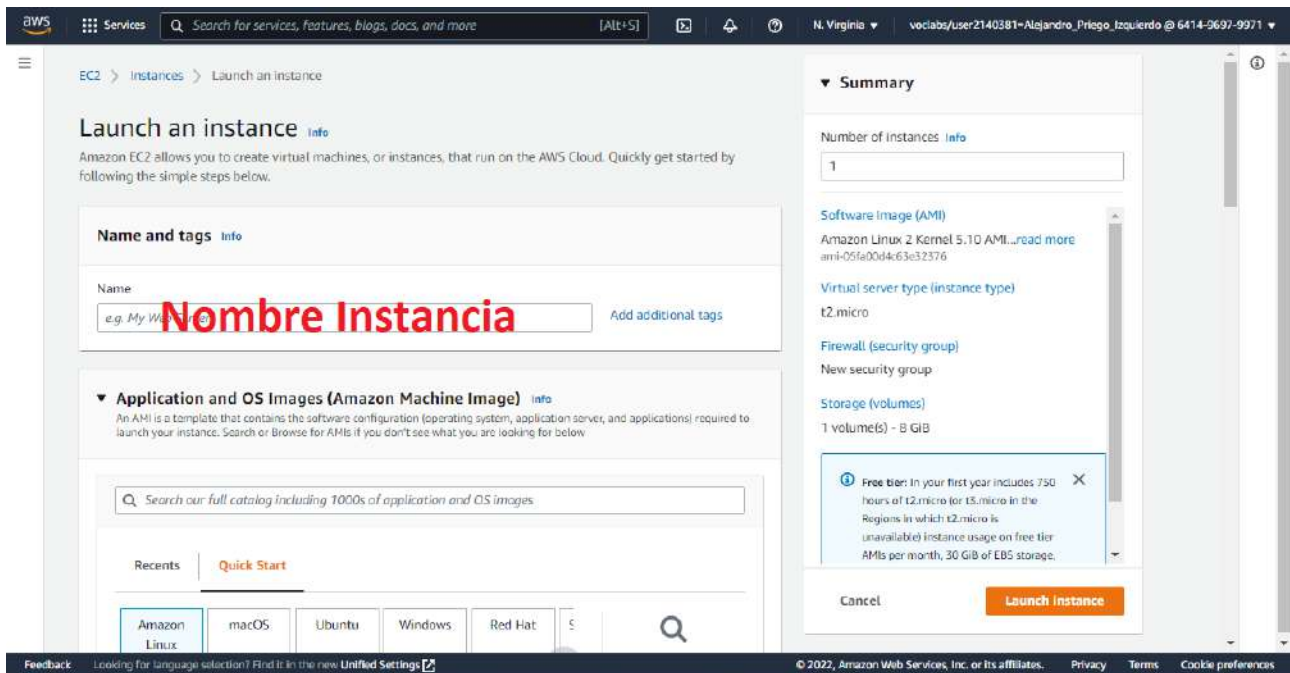 aws
Services
Search for services, features, blogs, docs, and more
[Alt+S]
N. Virginia
voclabs/user2140381=Alejandro_Priego_Izquierdo @ 6414-9697-9971
EC2 > Instances > Launch an instance
Launch an instance Info
Amazon EC2 allows you to create virtual machines, or instances, that run on the AWS Cloud. Quickly get started by
following the simple steps below.
Name and tags Info
Name
e.g. My
Nombre Instancia
Add additional tags
Application and OS Images (Amazon Machine Image) Info
An AMI is a template that contains the software configuration (operating system, application server, and applications) required to
launch your instance. Search or Browse for AMIs if you don't see what you are looking for below
Search our full catalog including 1000s of application and OS images
Recents
Quick Start
Amazon
Linux
macOS
Ubuntu
Windows
Red Hat
S
Summary
Number of instances Info
1
Software Image (AMI)
Amazon Linux 2 Kernel 5.10 AMI...read more
ami-05fa00d4c63e32376
Virtual server type (instance type)
t2.micro
Firewall (security group)
New security group
Storage (volumes)
1 volume(s) - 8 GiB
Free tier: In your first year includes 750
hours of t2.micro (or t3.micro in the
Regions in which t2.micro is
unavailable) instance usage on free tier
AMIs per month, 30 GiB of EBS storage,
Cancel
Launch instance
Feedback
Looking for language selection? Find it in the new Unified Settings
© 2022, Amazon Web Services, Inc. or its affiliates.
Privacy
Terms
Cookie preferences